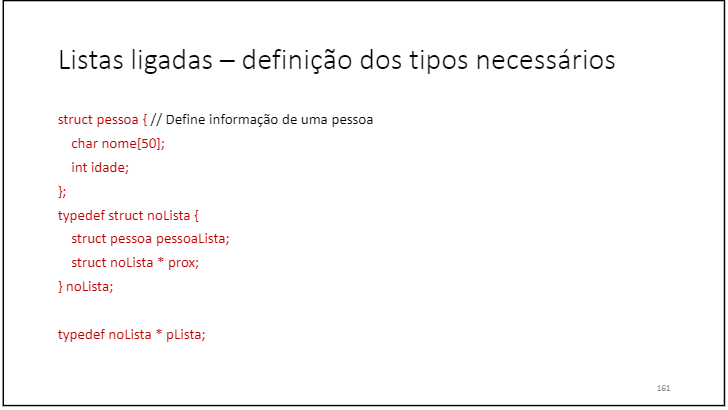 Listas ligadas – definição dos tipos necessários
struct pessoa { // Define informação de uma pessoa
char nome[50];
int idade;
};
typedef struct noLista {
struct pessoa pessoaLista;
struct noLista * prox;
} noLista;
typedef noLista * pLista;
161